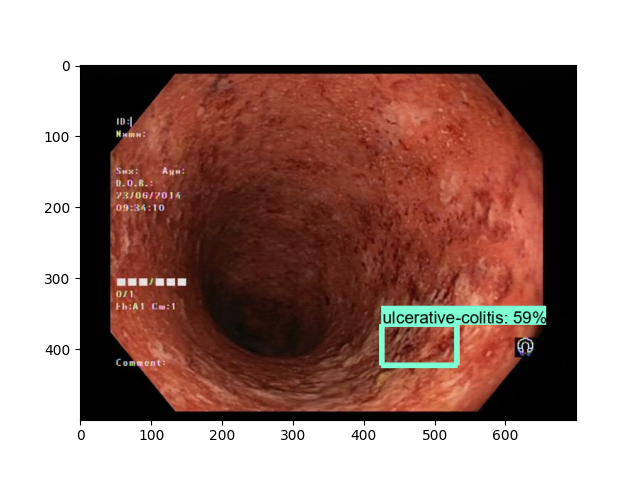 0
100
200
300
400
0 100 200 300 400 500 600
ID:
Name:
Sex: Age:
D.O.B.:
23/06/2014
09:34:10
■■■/■■■
0/1
Eh:A1 Cm:1
Comment:
ulcerative-colitis: 59%